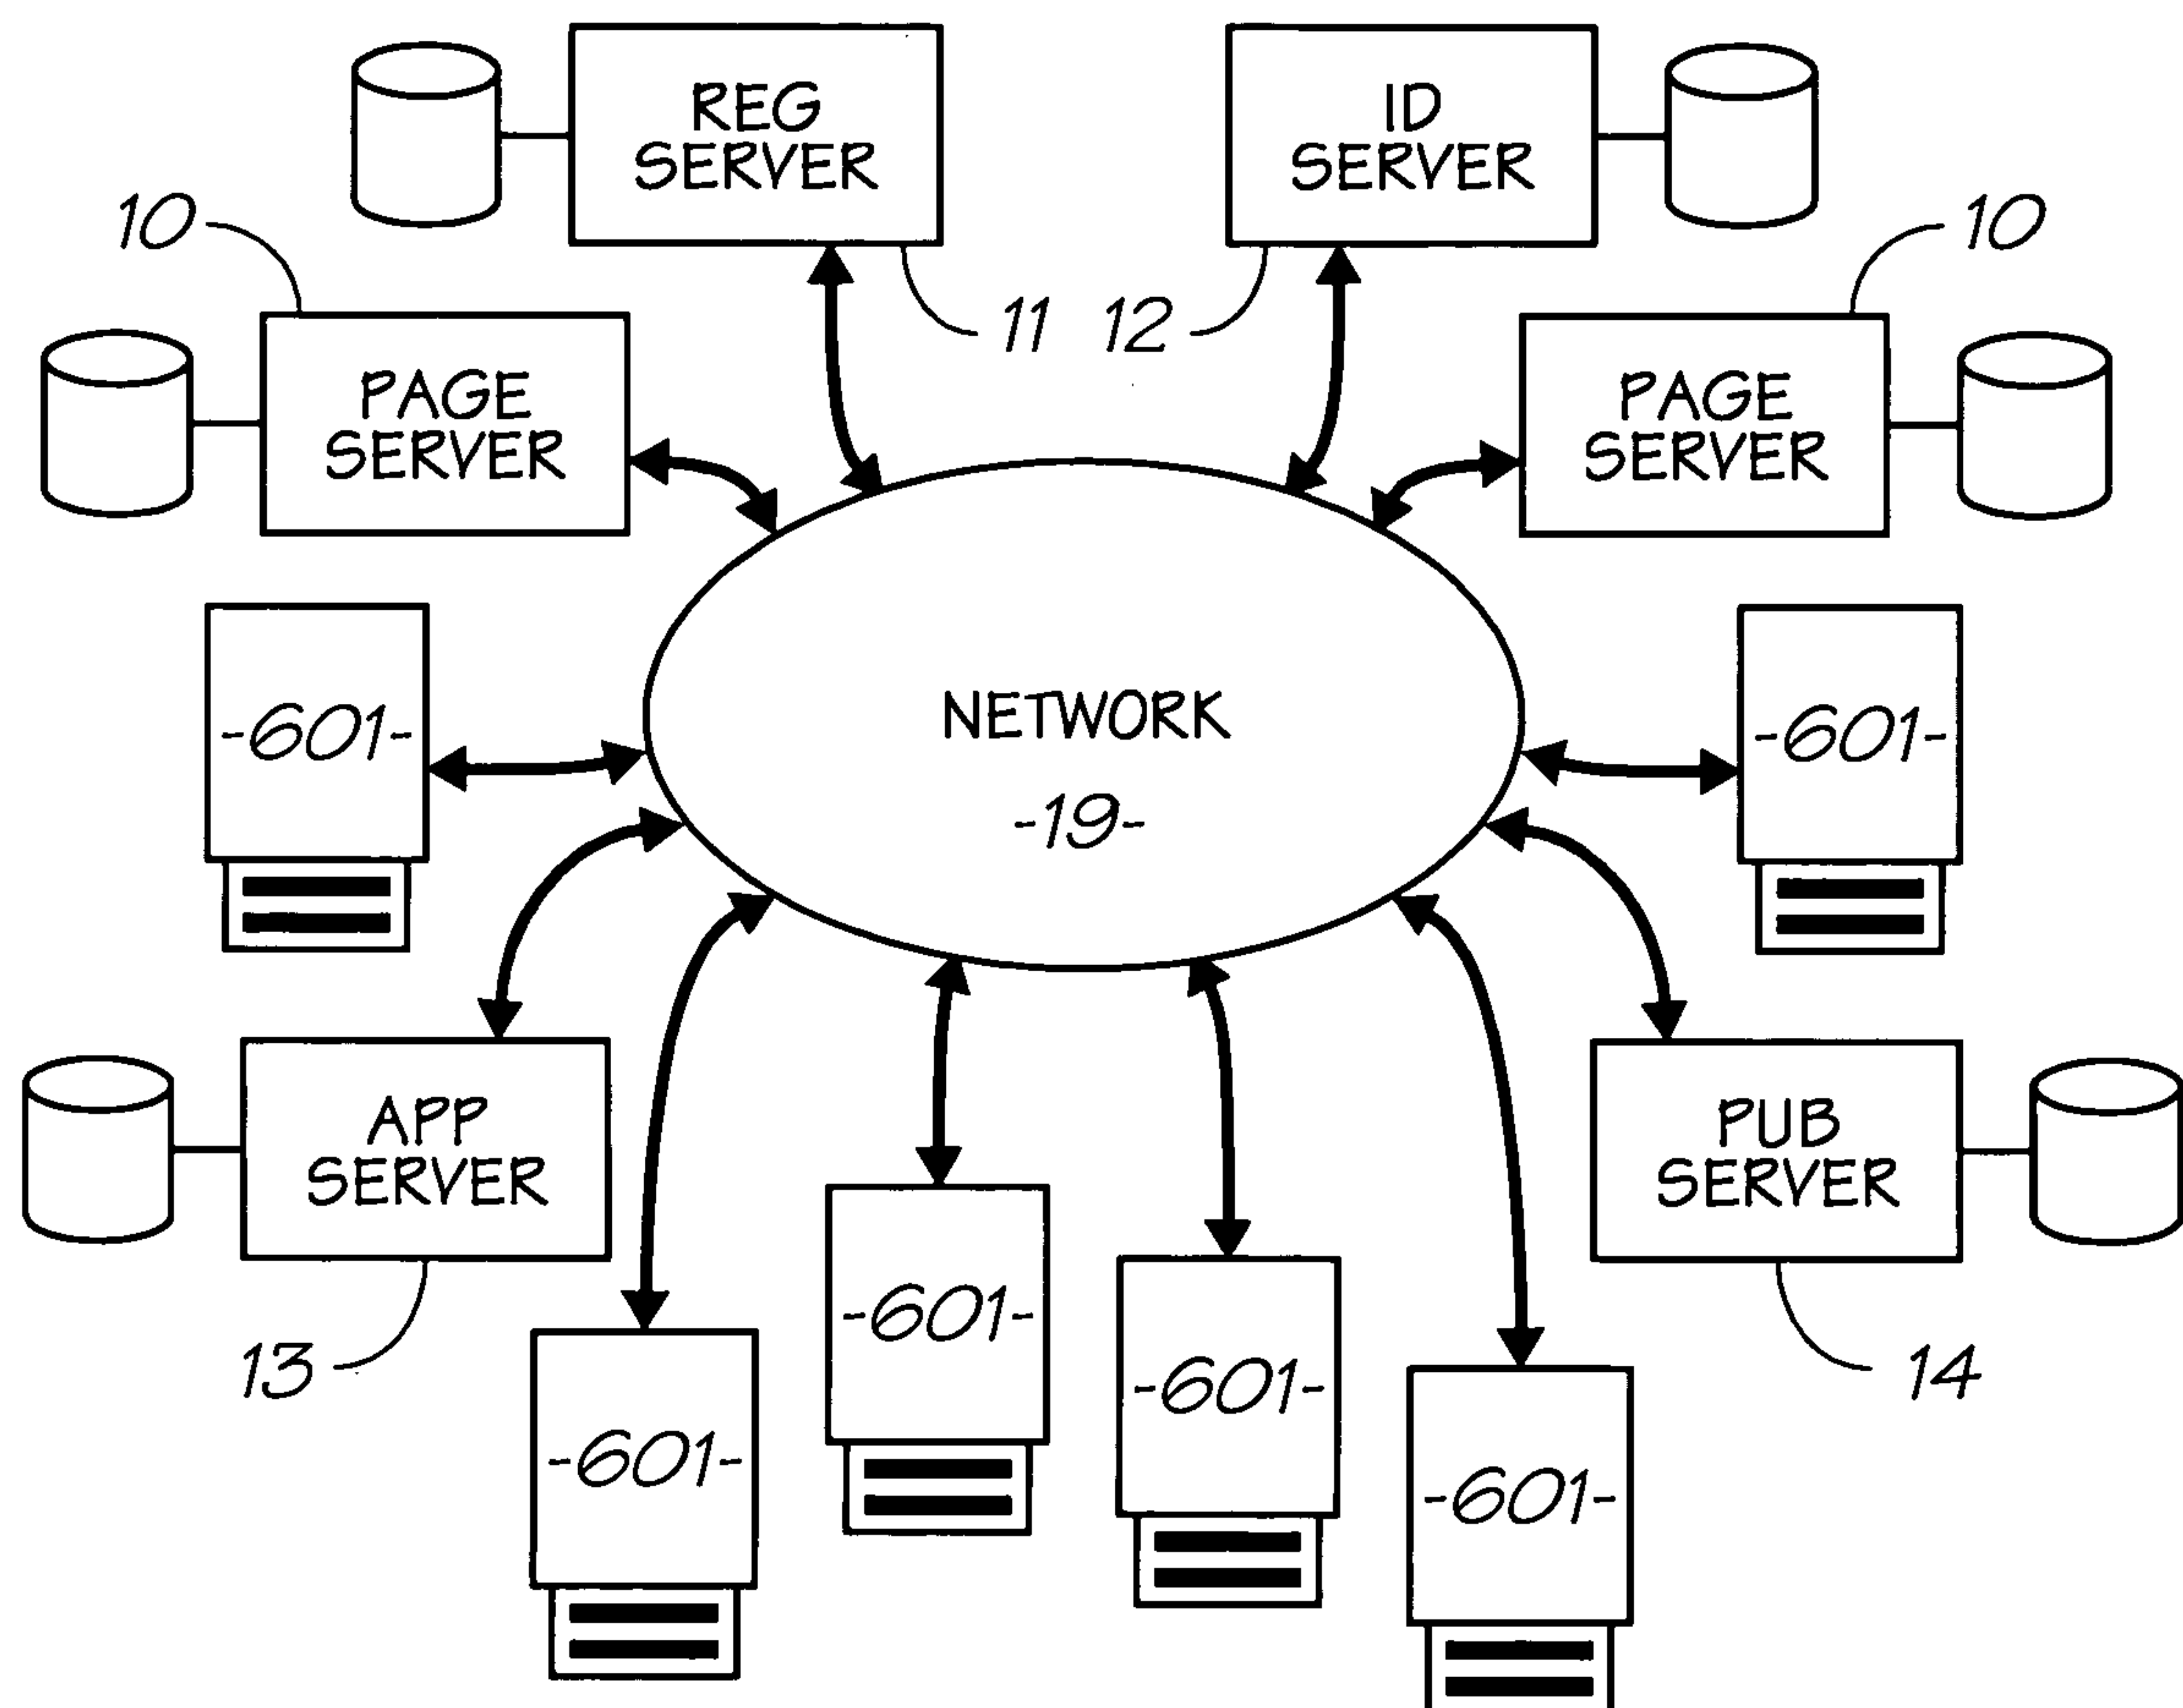 REG
SERVER
ID
SERVER
10
10
11
12
PAGE
SERVER
PAGE
SERVER
-601-
NETWORK
-19-
-601-
APP
SERVER
PUB
SERVER
13
-601-
-601-
-601-
-601-
14